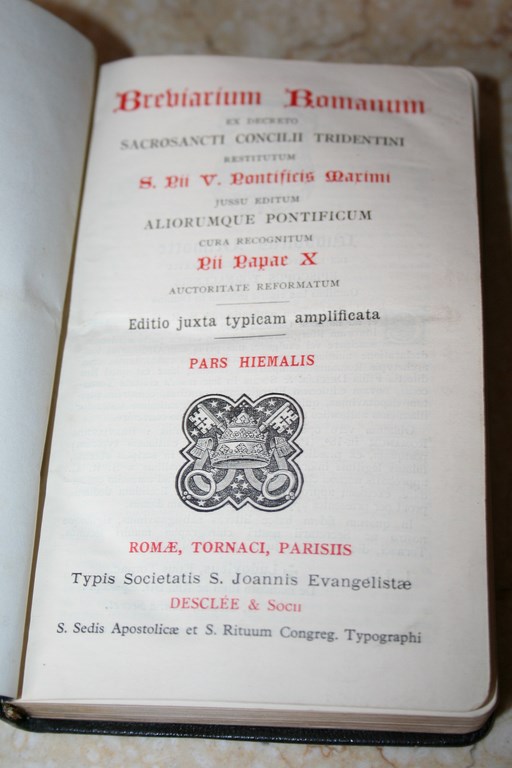 Breviarium Romanum
EX DECRETO
SACROSANCTI CONCILII TRIDENTINI
RESTITUTUM
S. Pii V. Pontificis Maximi
JUSSU EDITUM
ALIORUMQUE PONTIFICUM
CURA RECOGNITUM
Pii Papae X
AUCTORITATE REFORMATUM
Editio juxta typicam amplificata
PARS HIEMALIS
ROMÆ, TORNACI, PARISIIS
Typis Societatis S. Joannis Evangelistæ
DESCLÉE & Socii
S. Sedis Apostolicæ et S. Rituum Congreg. Typographi